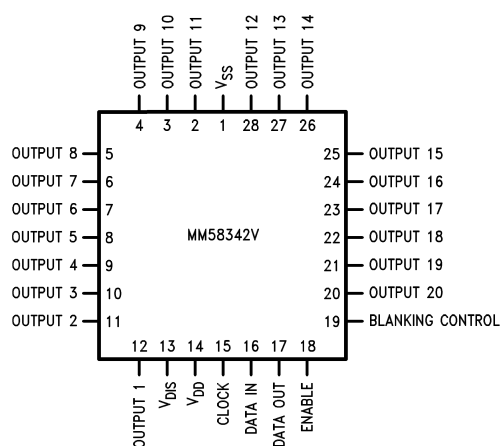 OUTPUT 9
OUTPUT 10
OUTPUT 11
VSS
OUTPUT 12
OUTPUT 13
OUTPUT 14
4 3 2 1 28 27 26
OUTPUT 8 5
OUTPUT 7 6
OUTPUT 6 7
OUTPUT 5 8
OUTPUT 4 9
OUTPUT 3 10
OUTPUT 2 11
MM58342V
25 OUTPUT 15
24 OUTPUT 16
23 OUTPUT 17
22 OUTPUT 18
21 OUTPUT 19
20 OUTPUT 20
19 BLANKING CONTROL
12 13 14 15 16 17 18
OUTPUT 1
VDIS
VDD
CLOCK
DATA IN
DATA OUT
ENABLE